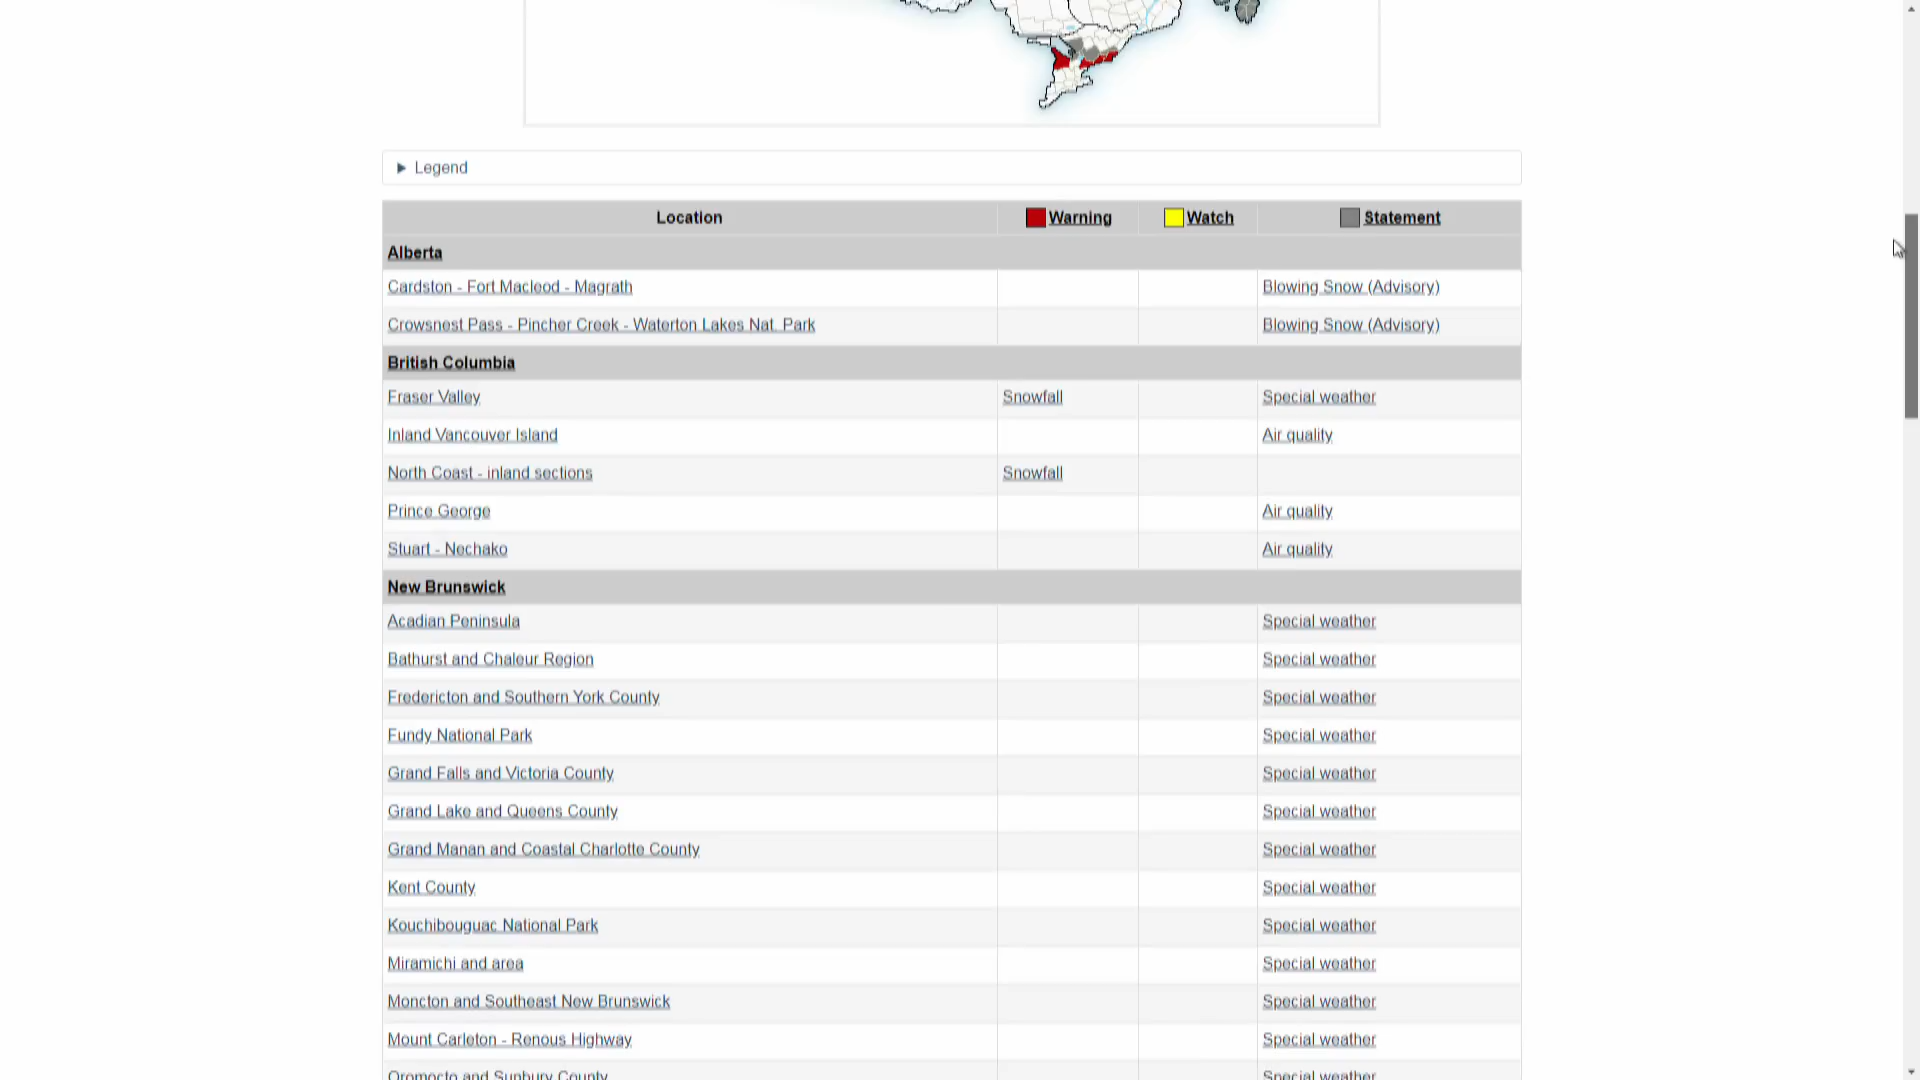 Legend
Location Warning Watch Statement
Alberta
Cardston - Fort Macleod - Magrath Blowing Snow (Advisory)
Crowsnest Pass - Pincher Creek - Waterton Lakes Nat. Park Blowing Snow (Advisory)
British Columbia
Fraser Valley Snowfall Special weather
Inland Vancouver Island Air quality
North Coast - inland sections Snowfall
Prince George Air quality
Stuart - Nechako Air quality
New Brunswick
Acadian Peninsula Special weather
Bathurst and Chaleur Region Special weather
Fredericton and Southern York County Special weather
Fundy National Park Special weather
Grand Falls and Victoria County Special weather
Grand Lake and Queens County Special weather
Grand Manan and Coastal Charlotte County Special weather
Kent County Special weather
Kouchibouguac National Park Special weather
Miramichi and area Special weather
Moncton and Southeast New Brunswick Special weather
Mount Carleton - Renous Highway Special weather
Oromocto and Sunbury County Special weather